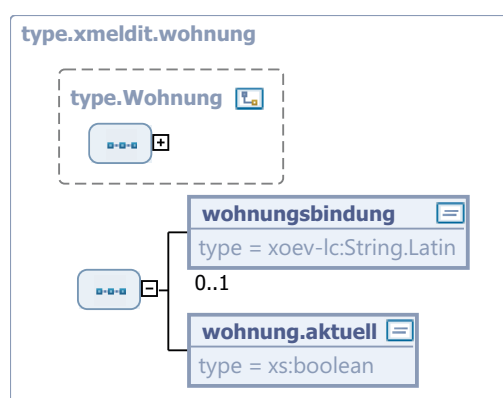 type.xmeldit.wohnung
type.Wohnung
wohnungsbindung
type = xoev-lc:String.Latin
0..1
wohnung.aktuell
type = xs:boolean